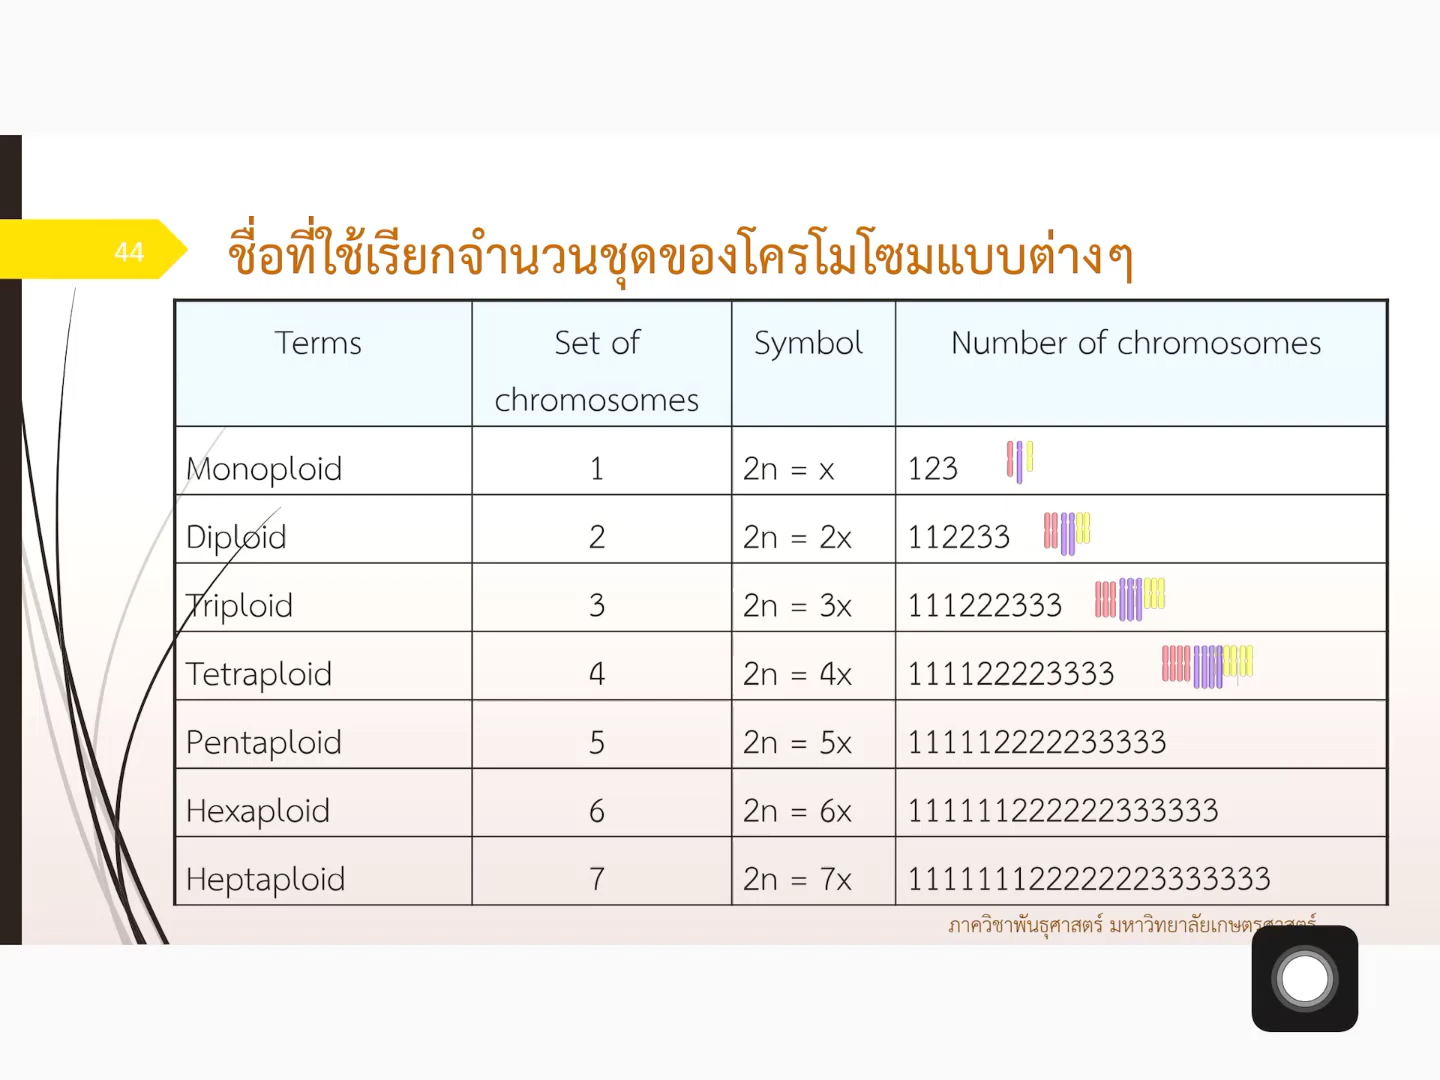 44
ชื่อที่ใช้เรียกจำนวนชุดของโครโมโซมแบบต่างๆ
Terms Set of chromosomes Symbol Number of chromosomes
Monoploid 1 2n = x 123
Diploid 2 2n = 2x 112233
Triploid 3 2n = 3x 111222333
Tetraploid 4 2n = 4x 111122223333
Pentaploid 5 2n = 5x 111112222233333
Hexaploid 6 2n = 6x 111111222222333333
Heptaploid 7 2n = 7x 111111122222223333333
ภาควิชาพันธุศาสตร์ มหาวิทยาลัยเกษตรศาสตร์